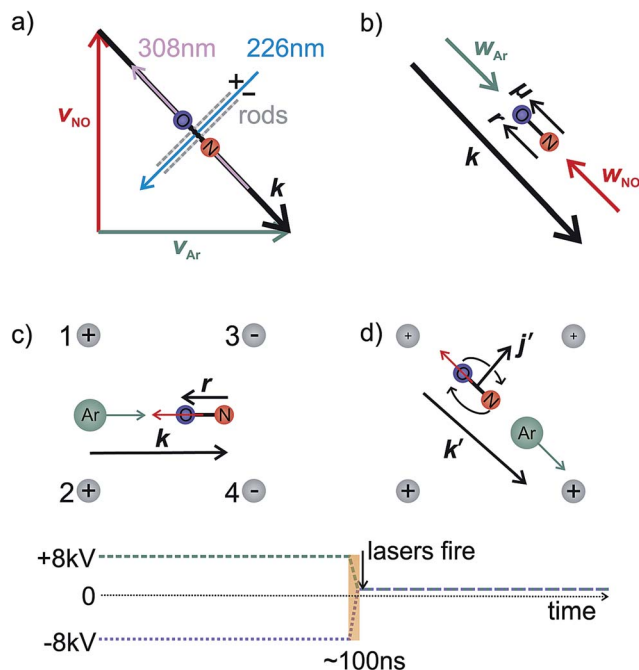 a)
308nm
226nm
+
−
rods
v_NO
O
N
k
v_Ar
b)
w_Ar
μ
O
r
N
k
w_NO
c)
1 +
3 -
Ar
r
O
N
k
2 +
4 -
d)
+
+
j'
O
N
Ar
k'
+
+
+8kV
lasers fire
0
time
-8kV
~100ns